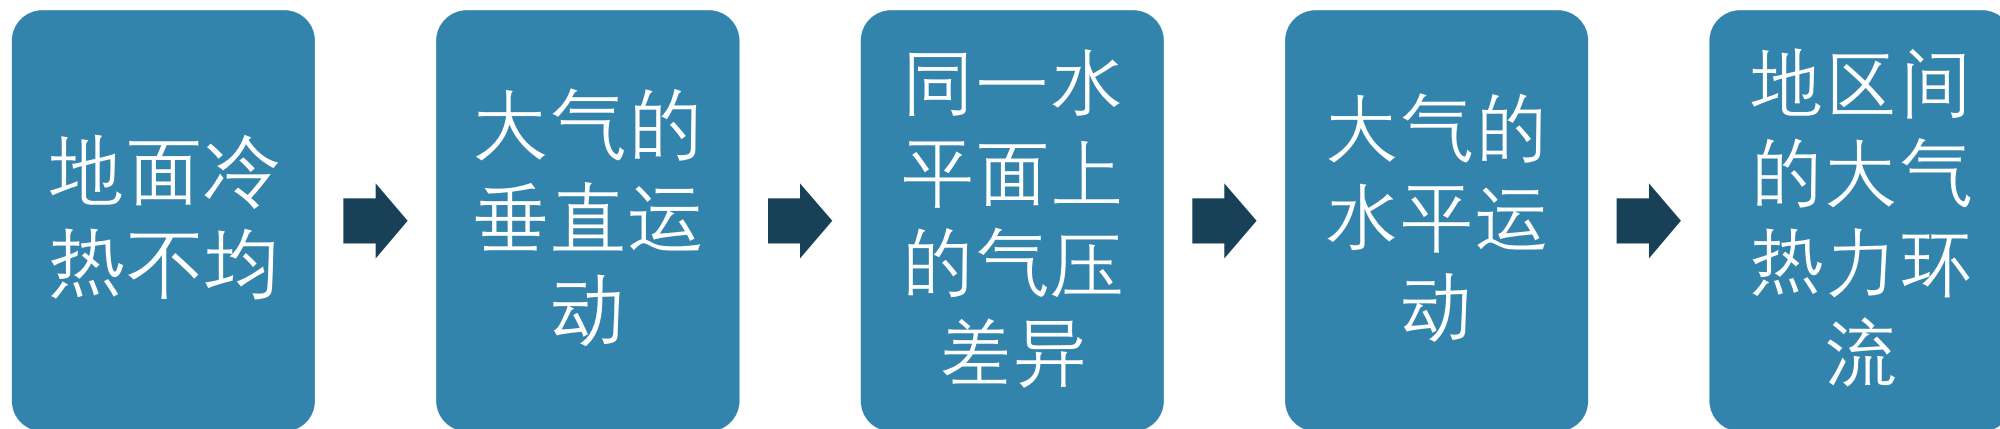 地面冷
热不均
大气的
垂直运
动
同一水
平面上
的气压
差异
大气的
水平运
动
地区间
的大气
热力环
流